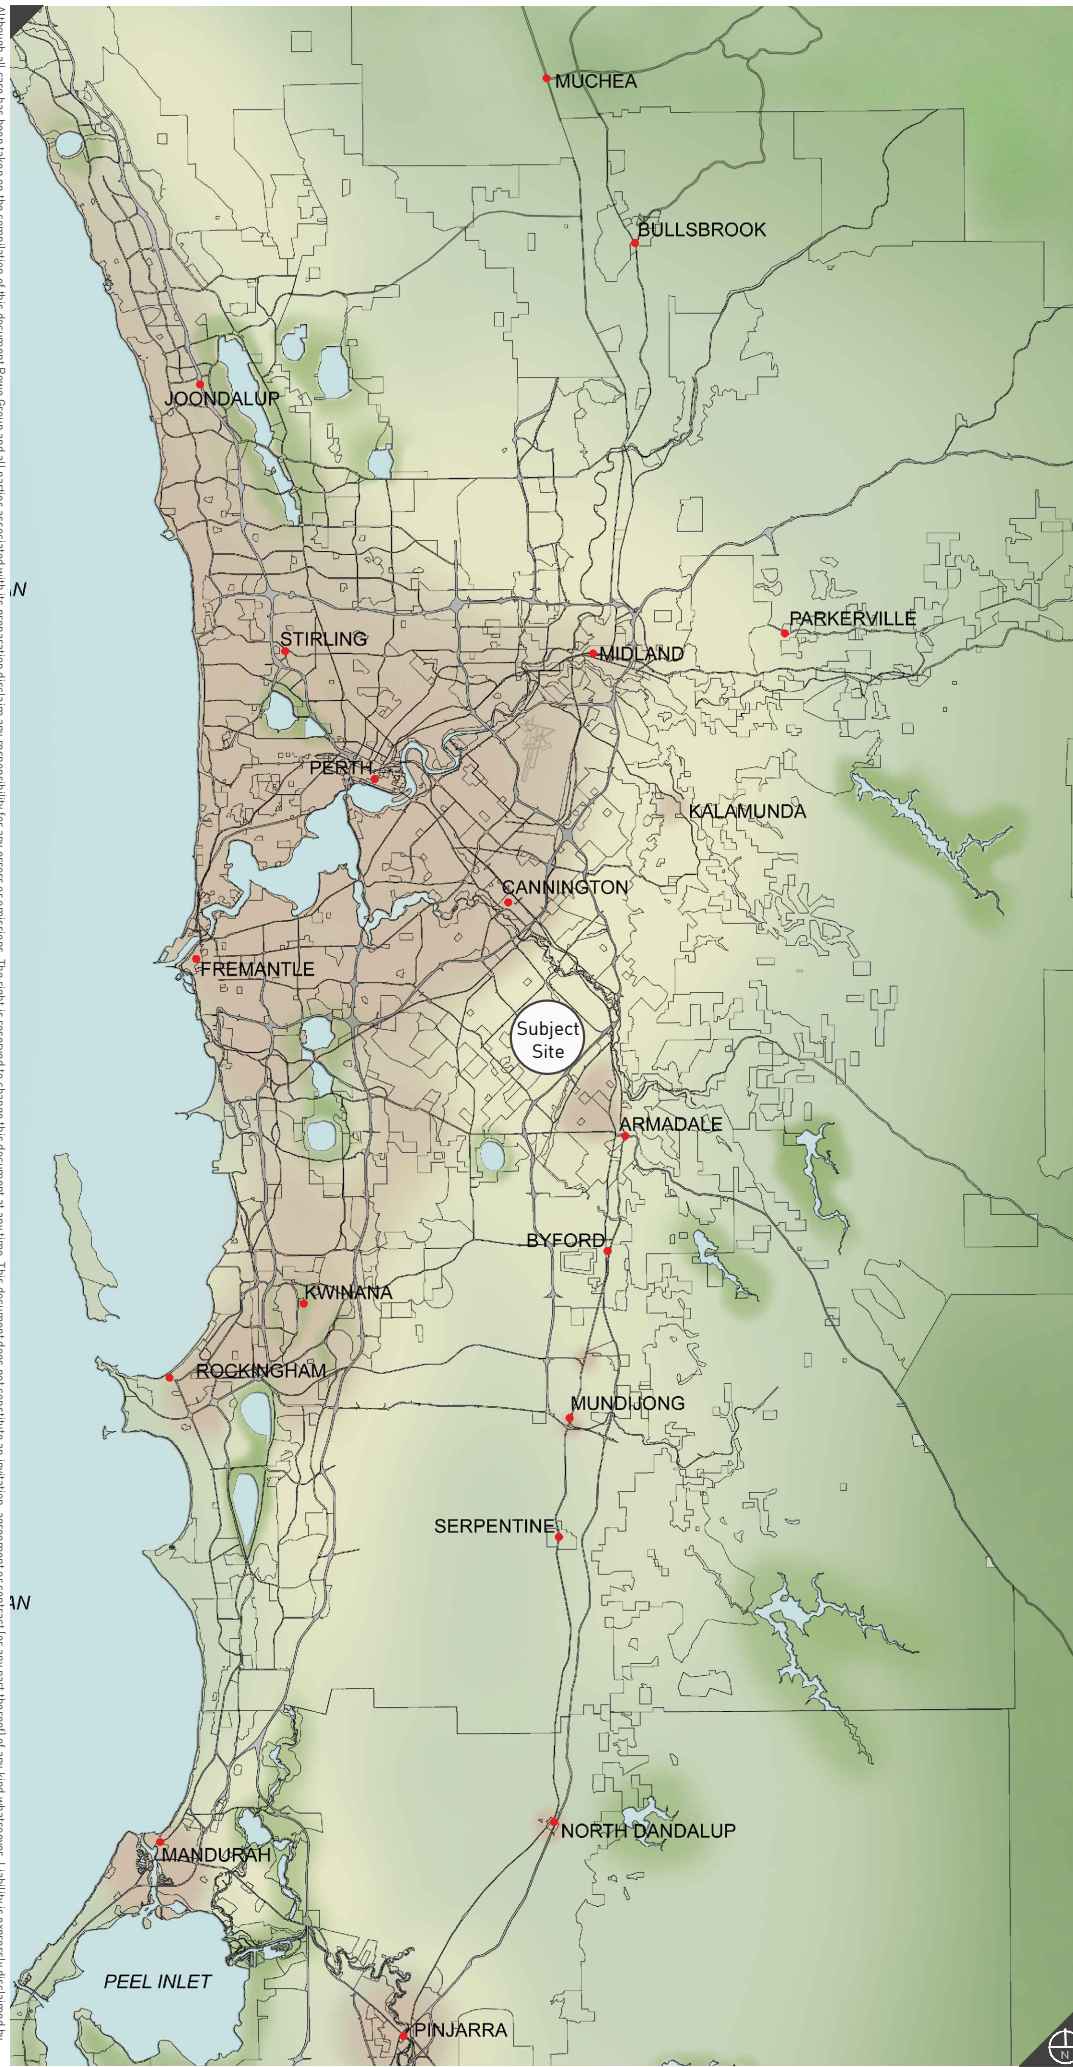 MUCHEA
BULLSBROOK
JOONDALUP
AN
PARKERVILLE
STIRLING
MIDLAND
PERTH
KALAMUNDA
CANNINGTON
FREMANTLE
Subject
Site
ARMADALE
BYFORD
KWINANA
ROCKINGHAM
MUNDIJONG
SERPENTINE
AN
NORTH DANDALUP
MANDURAH
PEEL INLET
PINJARRA
N